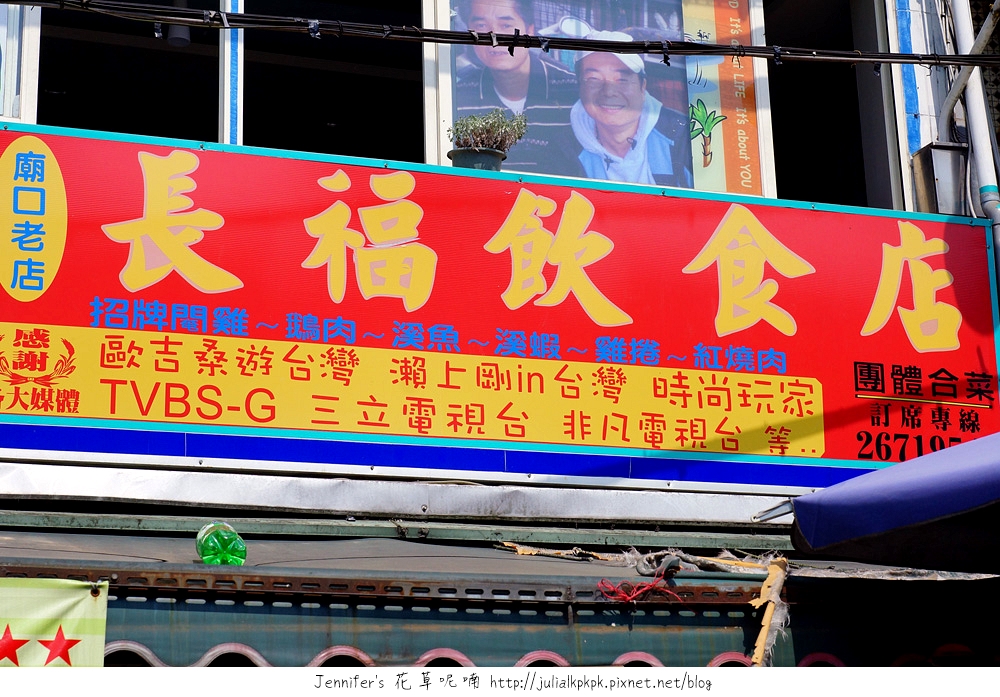 D It's about LIFE It's about YOU
廟口老店
長福飲食店
招牌閹雞~鵝肉~溪魚~溪蝦~雞捲~紅燒肉
感謝
大媒體
歐吉桑遊台灣 瀨上剛in台灣 時尚玩家
TVBS-G 三立電視台 非凡電視台 等..
團體合菜
訂席專線
26719
Jennifer's 花草呢喃 http://julialkpkpk.pixnet.net/blog